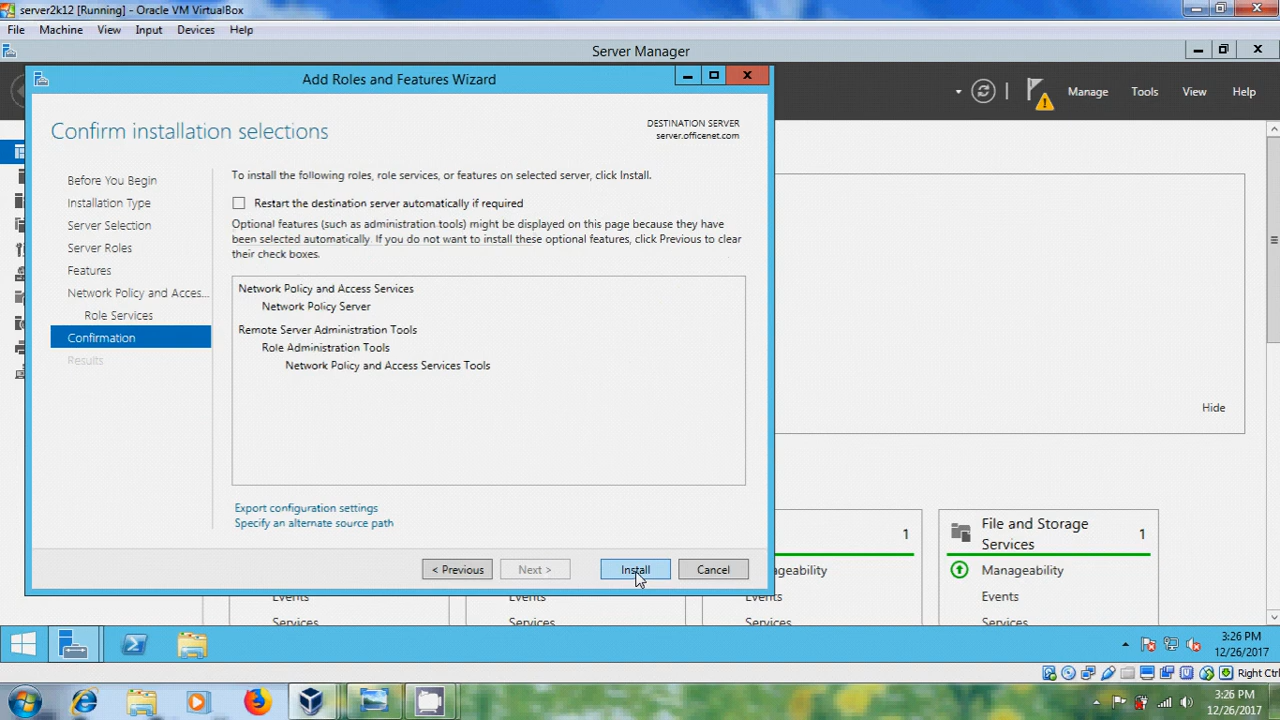 server2k12 [Running] - Oracle VM VirtualBox
File Machine View Input Devices Help
Server Manager
Add Roles and Features Wizard
Manage Tools View Help
Confirm installation selections
DESTINATION SERVER
server.officenet.com
Before You Begin
Installation Type
Server Selection
Server Roles
Features
Network Policy and Acces...
Role Services
Confirmation
Results
To install the following roles, role services, or features on selected server, click Install.
Restart the destination server automatically if required
Optional features (such as administration tools) might be displayed on this page because they have
been selected automatically. If you do not want to install these optional features, click Previous to clear
their check boxes.
Network Policy and Access Services
Network Policy Server
Remote Server Administration Tools
Role Administration Tools
Network Policy and Access Services Tools
Export configuration settings
Specify an alternate source path
< Previous Next > Install Cancel
Hide
1
File and Storage
Services
1
Manageability
Events
Events Events Events
Services Services Services Services
3:26 PM
12/26/2017
Right Ctrl
3:26 PM
12/26/2017